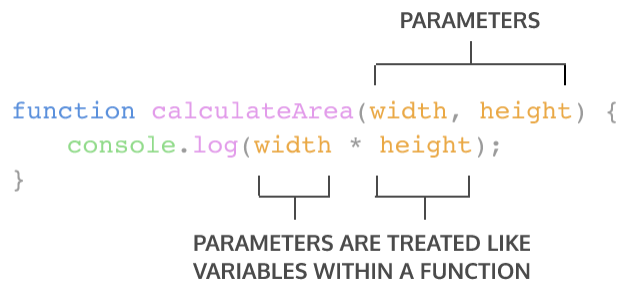 PARAMETERS
function calculateArea(width, height) {
    console.log(width * height);
}
PARAMETERS ARE TREATED LIKE
VARIABLES WITHIN A FUNCTION